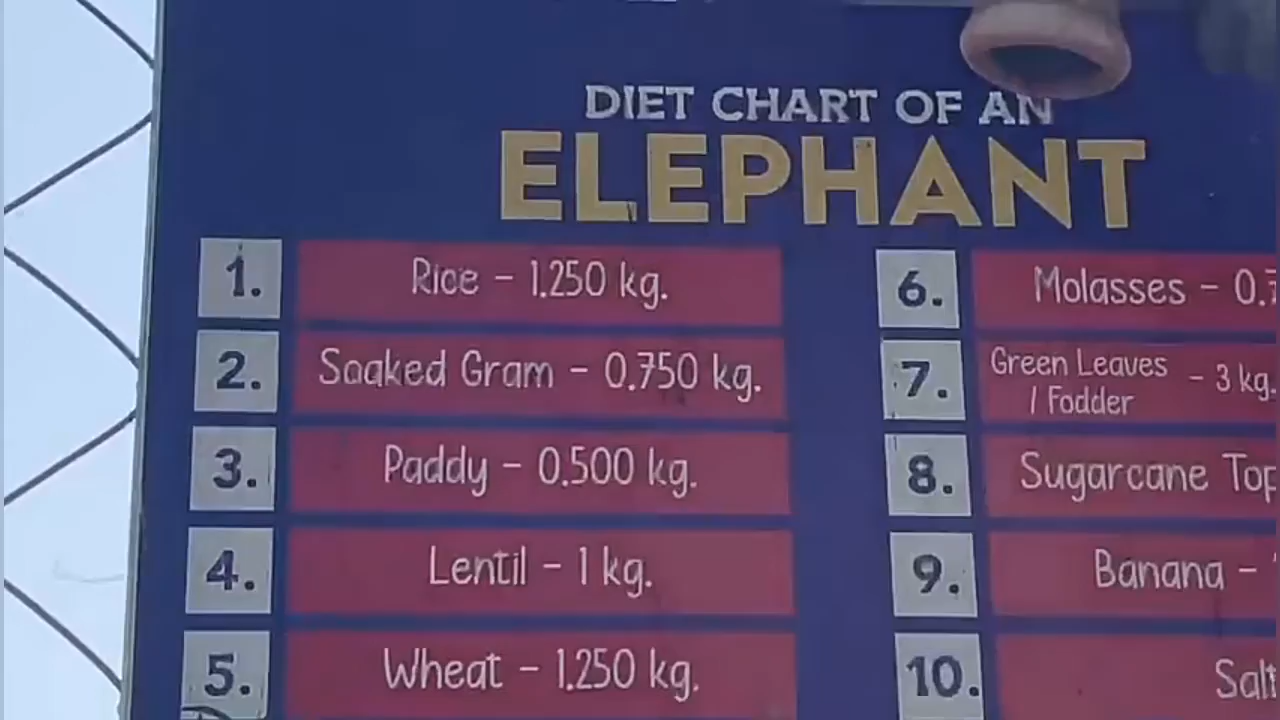 DIET CHART OF AN
ELEPHANT
1. Rice - 1.250 kg.
2. Soaked Gram - 0.750 kg.
3. Paddy - 0.500 kg.
4. Lentil - 1 kg.
5. Wheat - 1.250 kg.
6. Molasses -
7. Green Leaves
/ Fodder - 3 kg.
8. Sugarcane
9. Banana -
10. Salt